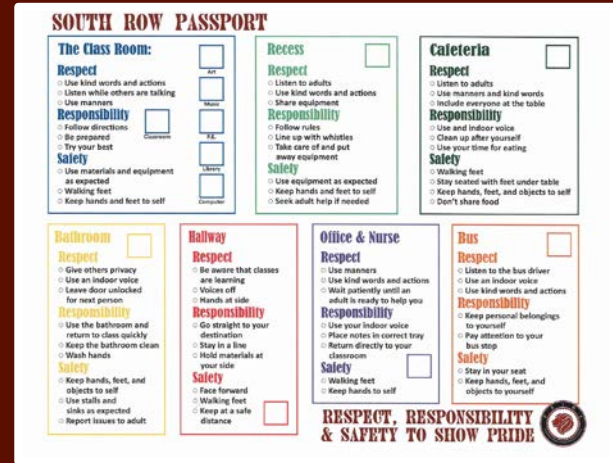 SOUTH ROW PASSPORT
The Class Room:
Respect
Use kind words and actions
Listen while others are talking
Use manners
Responsibility
Follow directions
Be prepared
Try your best
Safety
Use materials and equipment
as expected
Walking feet
Keep hands and feet to self
Classroom
Art
Music
P.E.
Library
Computer
Recess
Respect
Listen to adults
Use kind words and actions
Share equipment
Responsibility
Follow rules
Line up with whistles
Take care of and put
away equipment
Safety
Use equipment as expected
Keep hands and feet to self
Seek adult help if needed
Cafeteria
Respect
Listen to adults
Use manners and kind words
Include everyone at the table
Responsibility
Use and indoor voice
Clean up after yourself
Use your time for eating
Safety
Walking feet
Stay seated with feet under table
Keep hands, feet, and objects to self
Don't share food
Bathroom
Respect
Give others privacy
Use an indoor voice
Leave door unlocked
for next person
Responsibility
Use the bathroom and
return to class quickly
Keep the bathroom clean
Wash hands
Safety
Keep hands, feet, and
objects to self
Use stalls and
sinks as expected
Report issues to adult
Hallway
Respect
Be aware that classes
are learning
Voices off
Hands at side
Responsibility
Go straight to your
destination
Stay in a line
Hold materials at
your side
Safety
Face forward
Walking feet
Keep at a safe
distance
Office & Nurse
Respect
Use manners
Use kind words and actions
Wait patiently until an
adult is ready to help you
Responsibility
Use your indoor voice
Place notes in correct tray
Return directly to your
classroom
Safety
Walking feet
Keep hands to self
Bus
Respect
Listen to the bus driver
Use an indoor voice
Use kind words and actions
Responsibility
Keep personal belongings
to yourself
Pay attention to your
bus stop
Safety
Stay in your seat
Keep hands, feet, and
objects to yourself
RESPECT, RESPONSIBILITY
& SAFETY TO SHOW PRIDE